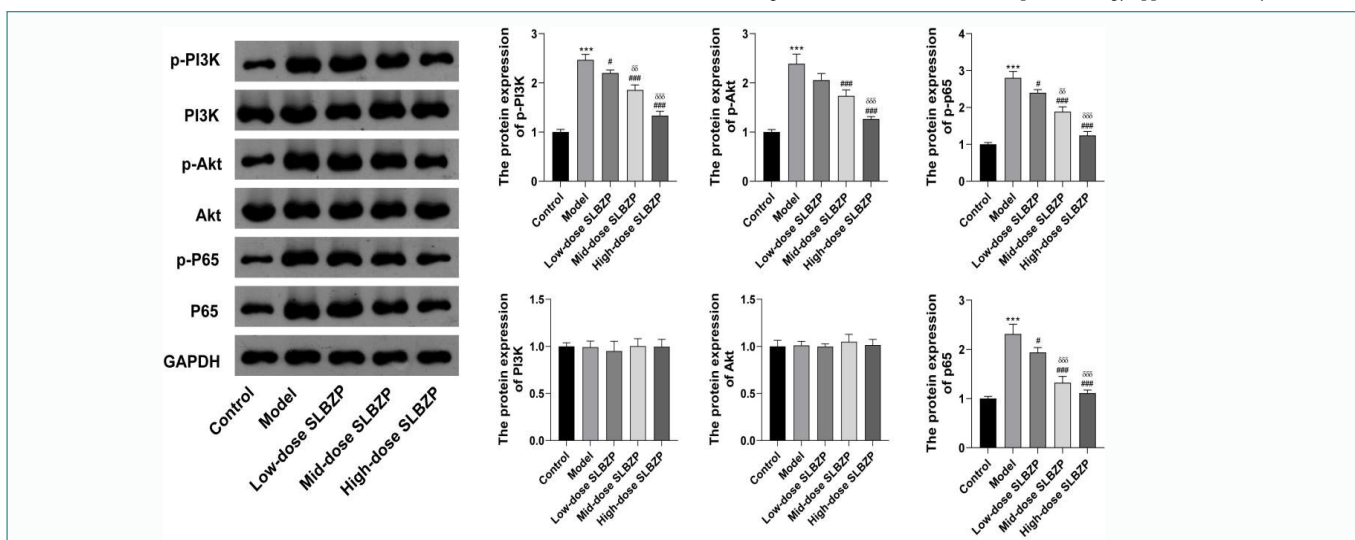 p-PI3K
PI3K
p-Akt
Akt
p-P65
P65
GAPDH
Control
Model
Low-dose SLBZP
Mid-dose SLBZP
High-dose SLBZP
The protein expression
of p-PI3K
3
2
1
0
***
#
δδ
###
δδδ
###
Control
Model
Low-dose SLBZP
Mid-dose SLBZP
High-dose SLBZP
The protein expression
of p-Akt
3
2
1
0
***
###
δδδ
###
Control
Model
Low-dose SLBZP
Mid-dose SLBZP
High-dose SLBZP
The protein expression
of p-p65
4
3
2
1
0
***
#
δδ
###
δδδ
###
Control
Model
Low-dose SLBZP
Mid-dose SLBZP
High-dose SLBZP
The protein expression
of PI3K
1.5
1.0
0.5
0.0
Control
Model
Low-dose SLBZP
Mid-dose SLBZP
High-dose SLBZP
The protein expression
of Akt
1.5
1.0
0.5
0.0
Control
Model
Low-dose SLBZP
Mid-dose SLBZP
High-dose SLBZP
The protein expression
of p65
3
2
1
0
***
#
δδδ
###
δδδ
###
Control
Model
Low-dose SLBZP
Mid-dose SLBZP
High-dose SLBZP